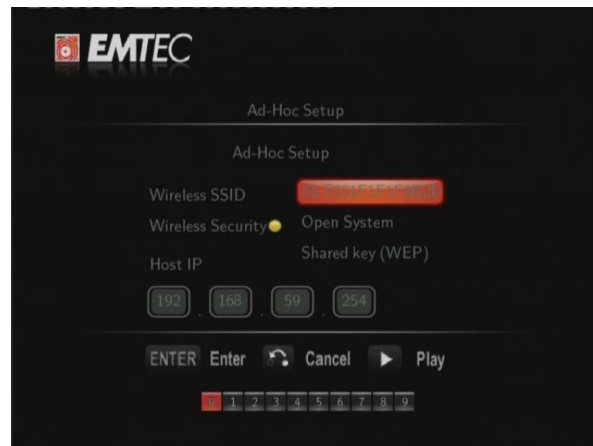 EMTEC
Ad-Hoc Setup
Ad-Hoc Setup
Wireless SSID
Wireless Security Open System
Shared key (WEP)
Host IP
192 . 168 . 59 . 254
ENTER Enter Cancel Play
0 1 2 3 4 5 6 7 8 9